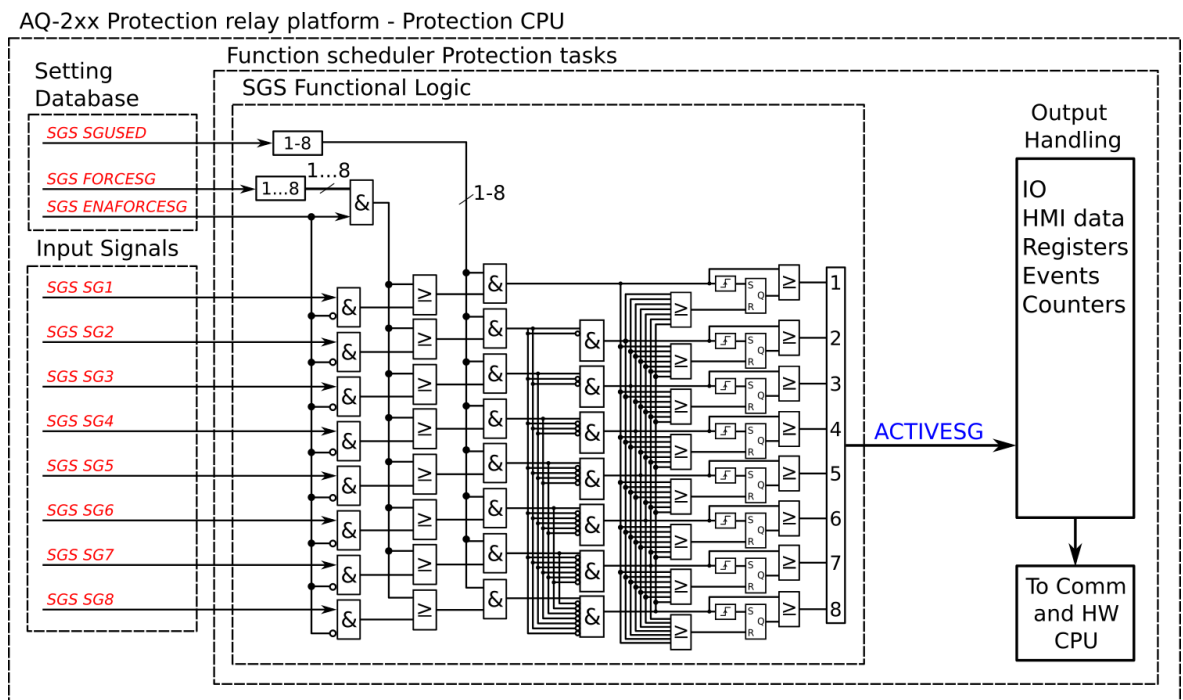 AQ-2xx Protection relay platform - Protection CPU
Function scheduler Protection tasks
SGS Functional Logic
Setting
Database
SGS SGUSED
1-8
SGS FORCESG
1...8
1...8
SGS ENAFORCESG
&
1-8
Input Signals
SGS SG1
SGS SG2
SGS SG3
SGS SG4
SGS SG5
SGS SG6
SGS SG7
SGS SG8
& & & & & & & &
≥ ≥ ≥ ≥ ≥ ≥ ≥ ≥
& & & & & & & &
& & & & & & &
≥ ≥ ≥ ≥ ≥ ≥ ≥ ≥
S Q R
S Q R
S Q R
S Q R
S Q R
S Q R
S Q R
S Q R
≥ ≥ ≥ ≥ ≥ ≥ ≥ ≥
1
2
3
4
5
6
7
8
ACTIVESG
Output
Handling
IO
HMI data
Registers
Events
Counters
To Comm
and HW
CPU